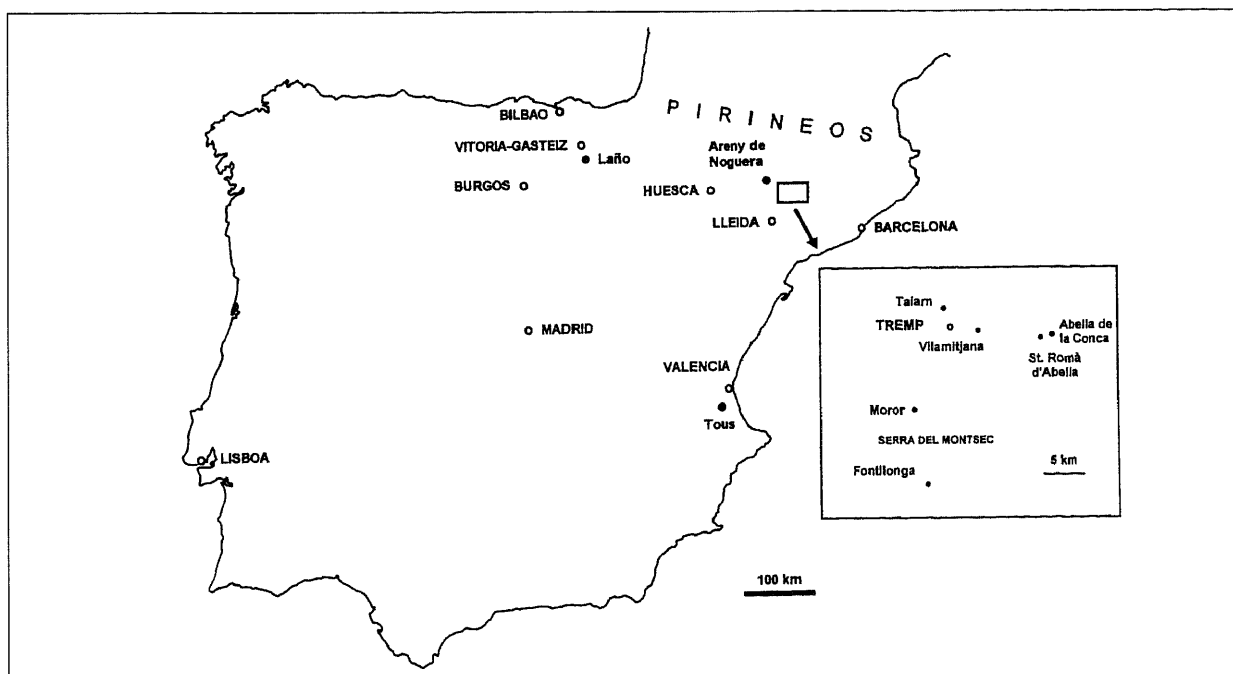 PIRINEOS
BILBAO
VITORIA-GASTEIZ
Laño
Areny de
Noguera
BURGOS
HUESCA
LLEIDA
BARCELONA
MADRID
VALENCIA
Tous
LISBOA
100 km
Talarn
TREMP
Vilamitjana
Abella de
la Conca
St. Romà
d'Abella
Moror
SERRA DEL MONTSEC
5 km
Fontllonga